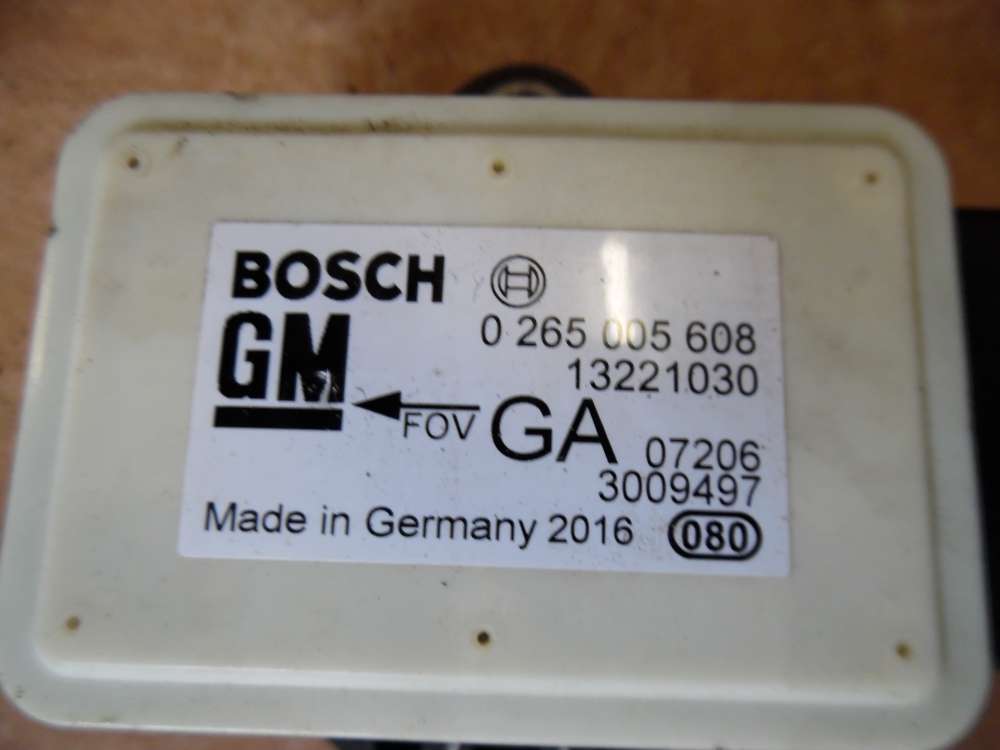 BOSCH
0 265 005 608
GM
13221030
FOV GA 07206
3009497
Made in Germany 2016 080